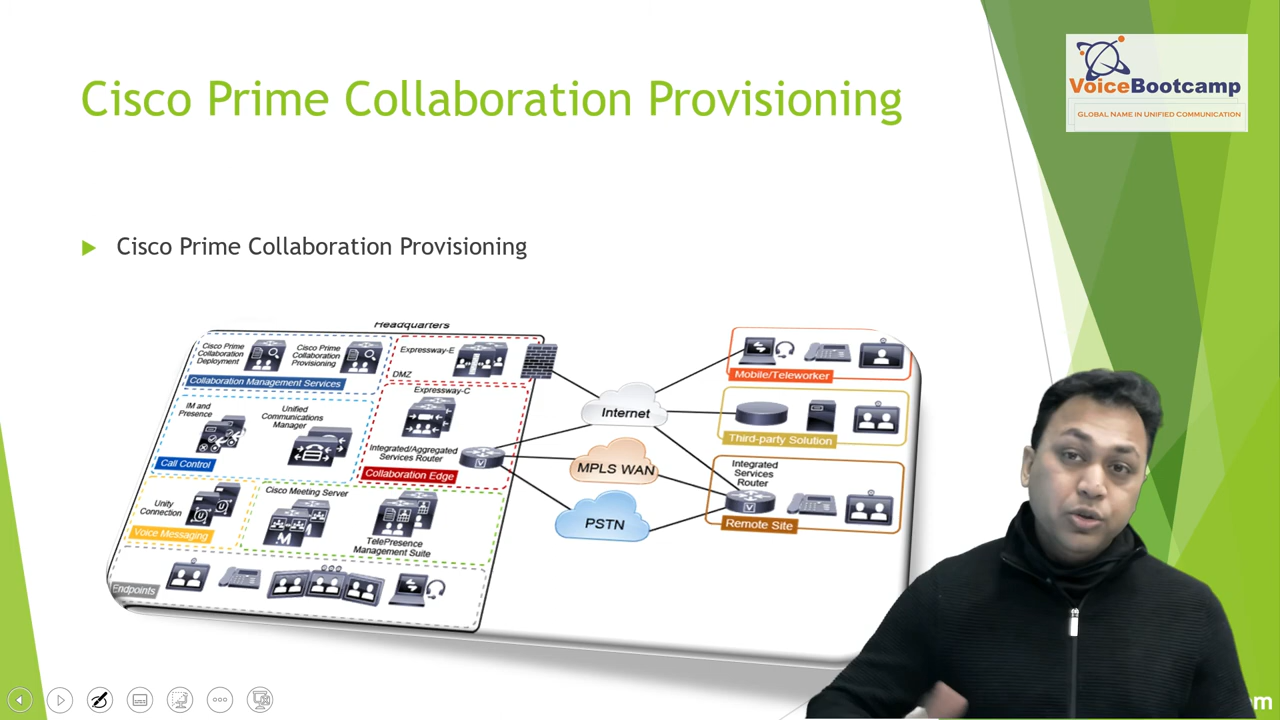 Cisco Prime Collaboration Provisioning
VoiceBootcamp
GLOBAL NAME IN UNIFIED COMMUNICATION
Cisco Prime Collaboration Provisioning
Headquarters
Cisco Prime
Collaboration
Deployment
Cisco Prime
Collaboration
Provisioning
Collaboration Management Services
Expressway-E
DMZ
Expressway-C
IM and
Presence
Unified
Communications
Manager
Call Control
Integrated/Aggregated
Services Router
V
Collaboration Edge
Unity
Connection
Voice Messaging
Cisco Meeting Server
M
TelePresence
Management Suite
Endpoints
Internet
MPLS WAN
PSTN
Mobile/Teleworker
Third-party Solution
Integrated
Services
Router
V
Remote Site
om